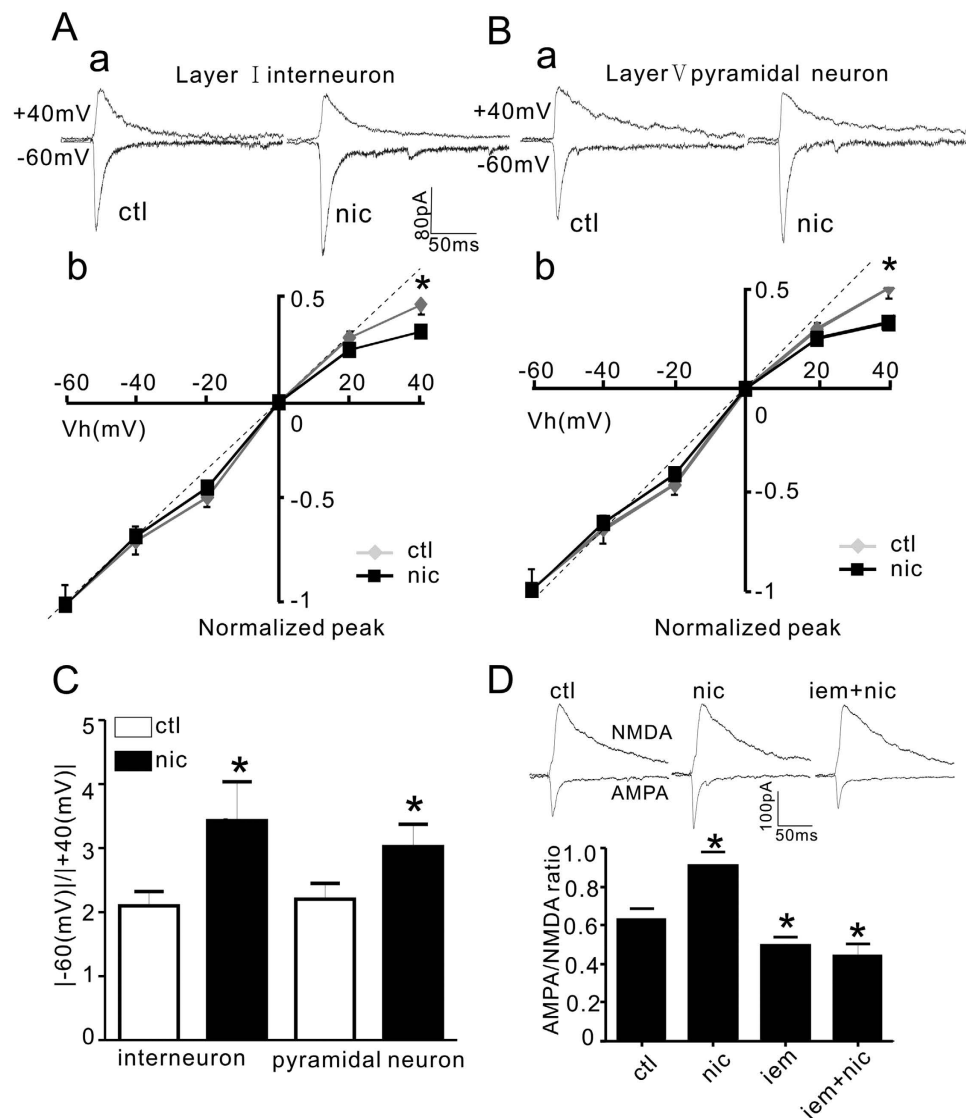 A
B
a
Layer I interneuron
+40mV
-60mV
ctl
nic
80pA
50ms
a
Layer V pyramidal neuron
+40mV
-60mV
ctl
nic
b
0.5
*
-60
-40
-20
20
40
Vh(mV)
0
-0.5
ctl
nic
-1
Normalized peak
b
0.5
*
-60
-40
-20
20
40
Vh(mV)
0
-0.5
ctl
nic
-1
Normalized peak
C
ctl
nic
|-60(mV)|/|+40(mV)|
5
4
3
2
1
0
*
*
interneuron
pyramidal neuron
D
ctl
nic
iem+nic
NMDA
AMPA
100pA
50ms
AMPA/NMDA ratio
1.0
0.8
0.6
0.4
0.2
0
*
*
*
ctl
nic
iem
iem+nic